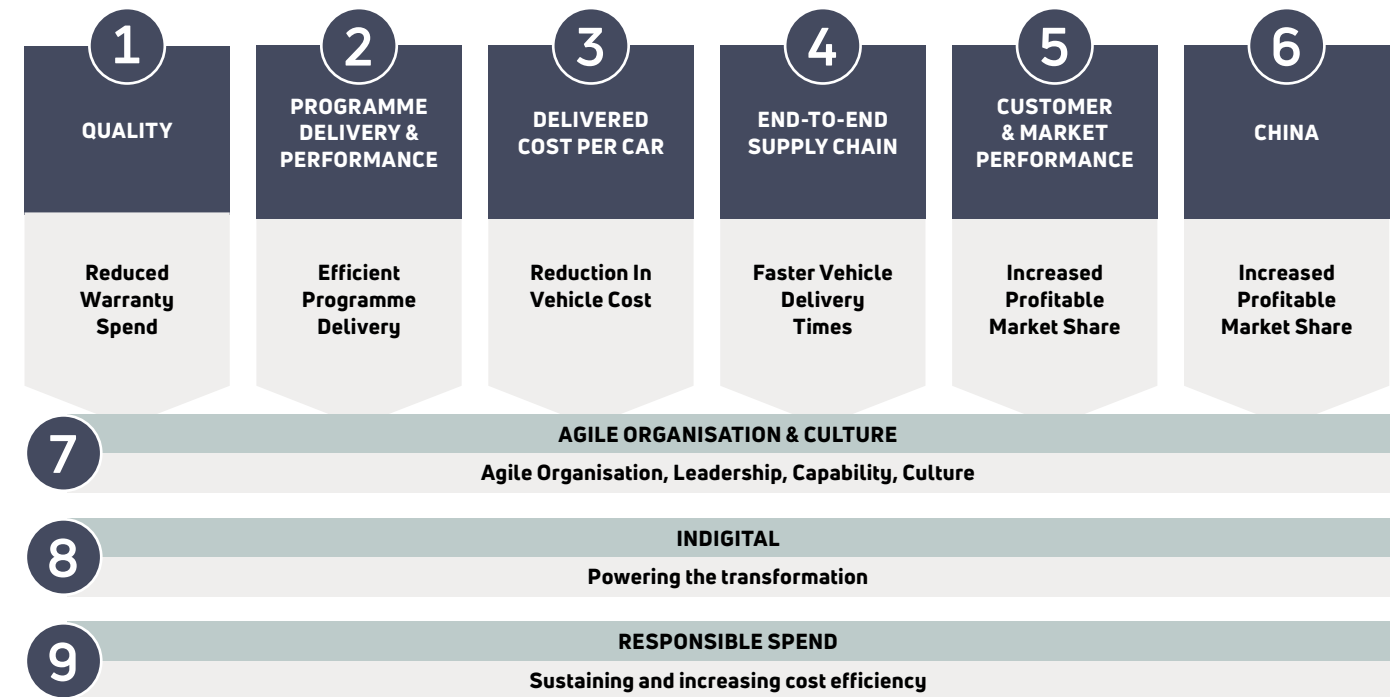 1
QUALITY
Reduced
Warranty
Spend
2
PROGRAMME
DELIVERY &
PERFORMANCE
Efficient
Programme
Delivery
3
DELIVERED
COST PER CAR
Reduction In
Vehicle Cost
4
END-TO-END
SUPPLY CHAIN
Faster Vehicle
Delivery
Times
5
CUSTOMER
& MARKET
PERFORMANCE
Increased
Profitable
Market Share
6
CHINA
Increased
Profitable
Market Share
7
AGILE ORGANISATION & CULTURE
Agile Organisation, Leadership, Capability, Culture
8
INDIGITAL
Powering the transformation
9
RESPONSIBLE SPEND
Sustaining and increasing cost efficiency